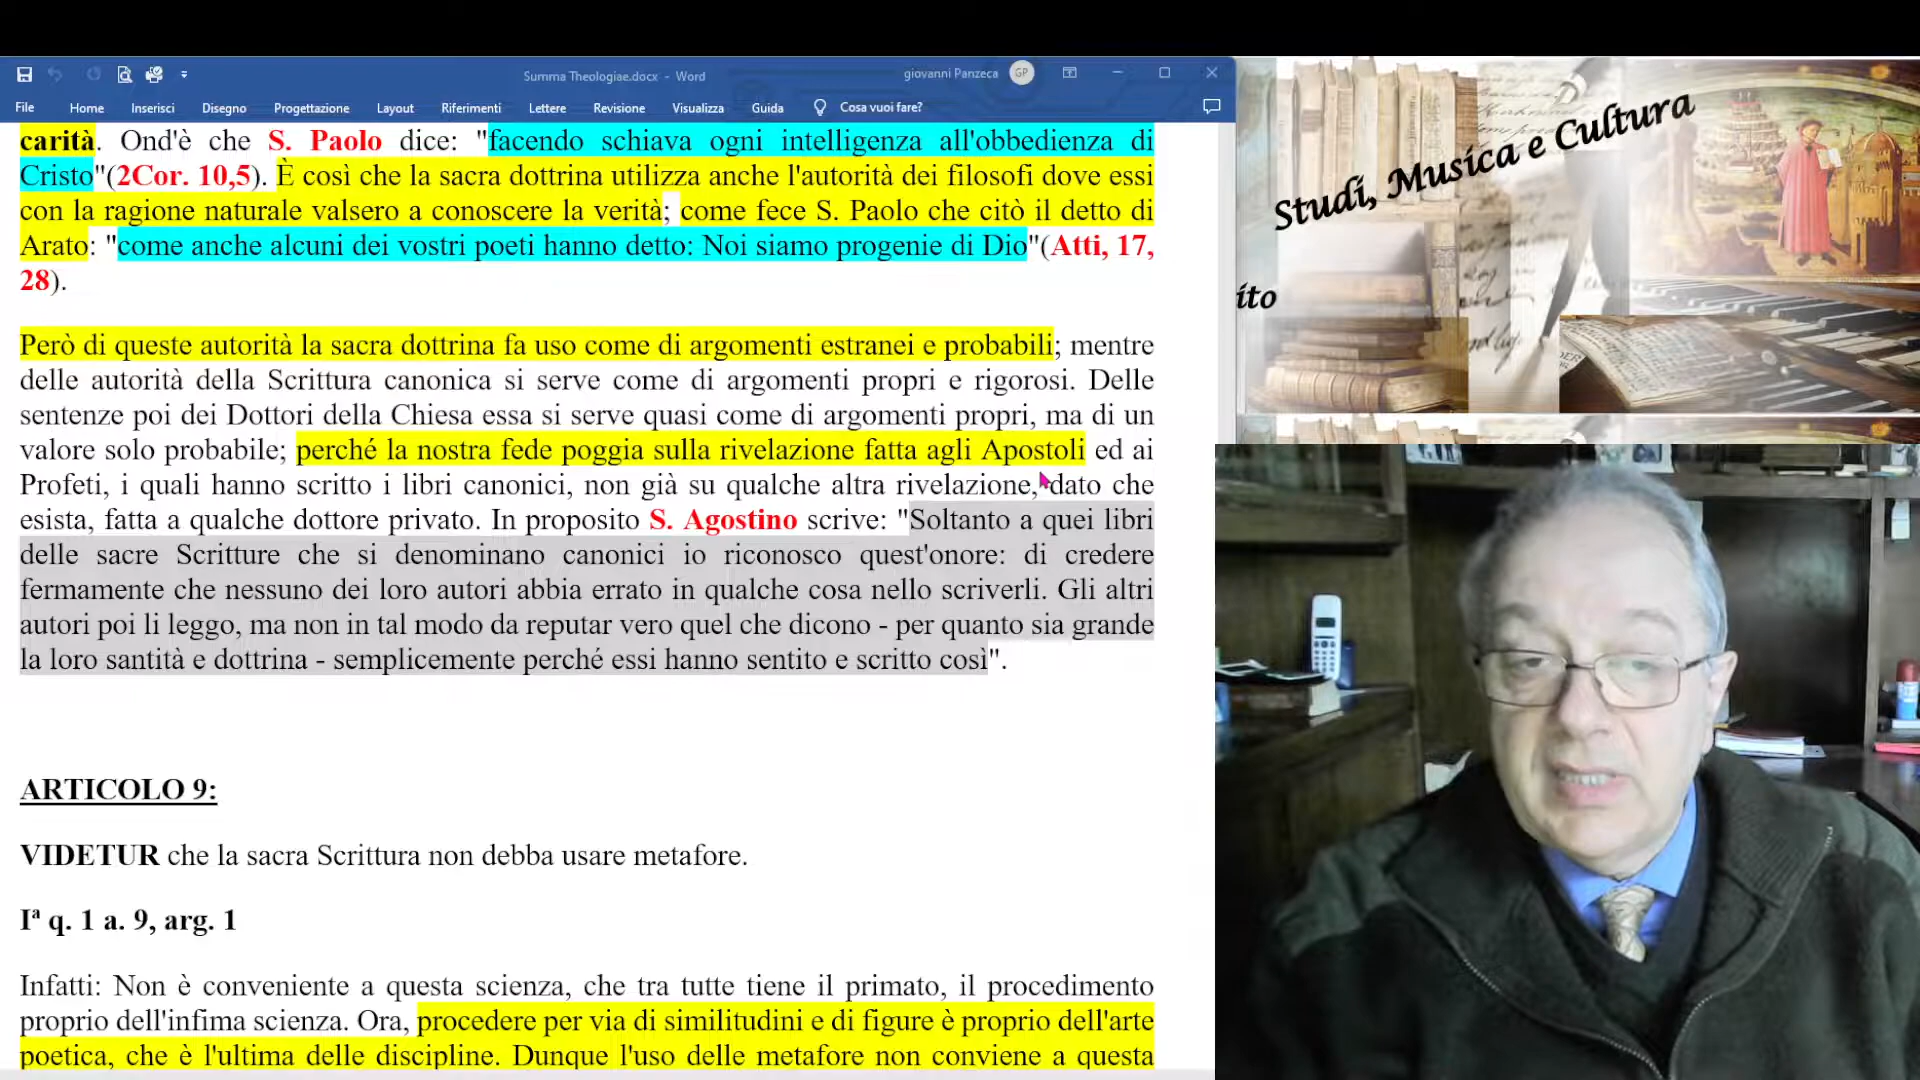 Summa Theologiae.docx - Word
giovanni Panzeca GP
File Home Inserisci Disegno Progettazione Layout Riferimenti Lettere Revisione Visualizza Guida Cosa vuoi fare?
carità. Ond'è che S. Paolo dice: "facendo schiava ogni intelligenza all'obbedienza di
Cristo"(2Cor. 10,5). È così che la sacra dottrina utilizza anche l'autorità dei filosofi dove essi
con la ragione naturale valsero a conoscere la verità; come fece S. Paolo che citò il detto di
Arato: "come anche alcuni dei vostri poeti hanno detto: Noi siamo progenie di Dio"(Atti, 17,
28).
Però di queste autorità la sacra dottrina fa uso come di argomenti estranei e probabili; mentre
delle autorità della Scrittura canonica si serve come di argomenti propri e rigorosi. Delle
sentenze poi dei Dottori della Chiesa essa si serve quasi come di argomenti propri, ma di un
valore solo probabile; perché la nostra fede poggia sulla rivelazione fatta agli Apostoli ed ai
Profeti, i quali hanno scritto i libri canonici, non già su qualche altra rivelazione, dato che
esista, fatta a qualche dottore privato. In proposito S. Agostino scrive: "Soltanto a quei libri
delle sacre Scritture che si denominano canonici io riconosco quest'onore: di credere
fermamente che nessuno dei loro autori abbia errato in qualche cosa nello scriverli. Gli altri
autori poi li leggo, ma non in tal modo da reputar vero quel che dicono - per quanto sia grande
la loro santità e dottrina - semplicemente perché essi hanno sentito e scritto così".
ARTICOLO 9:
VIDETUR che la sacra Scrittura non debba usare metafore.
Iª q. 1 a. 9, arg. 1
Infatti: Non è conveniente a questa scienza, che tra tutte tiene il primato, il procedimento
proprio dell'infima scienza. Ora, procedere per via di similitudini e di figure è proprio dell'arte
poetica, che è l'ultima delle discipline. Dunque l'uso delle metafore non conviene a questa
Studi, Musica e Cultura
ito